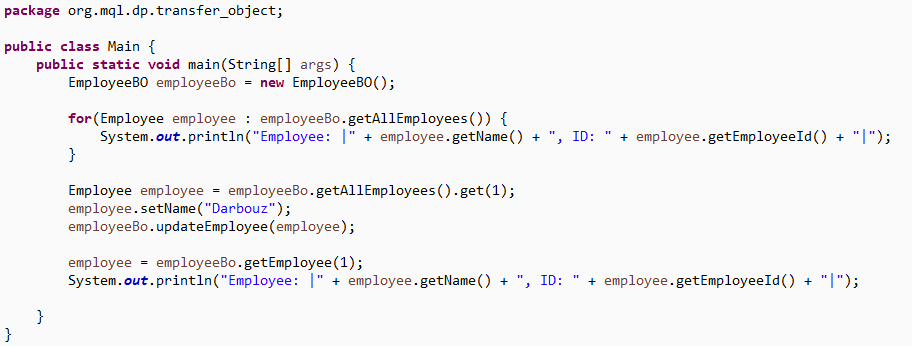 package org.mql.dp.transfer_object;

public class Main {
    public static void main(String[] args) {
        EmployeeBO employeeBo = new EmployeeBO();

        for(Employee employee : employeeBo.getAllEmployees()) {
            System.out.println("Employee: |" + employee.getName() + ", ID: " + employee.getEmployeeId() + "|");
        }

        Employee employee = employeeBo.getAllEmployees().get(1);
        employee.setName("Darbouz");
        employeeBo.updateEmployee(employee);

        employee = employeeBo.getEmployee(1);
        System.out.println("Employee: |" + employee.getName() + ", ID: " + employee.getEmployeeId() + "|");

    }
}